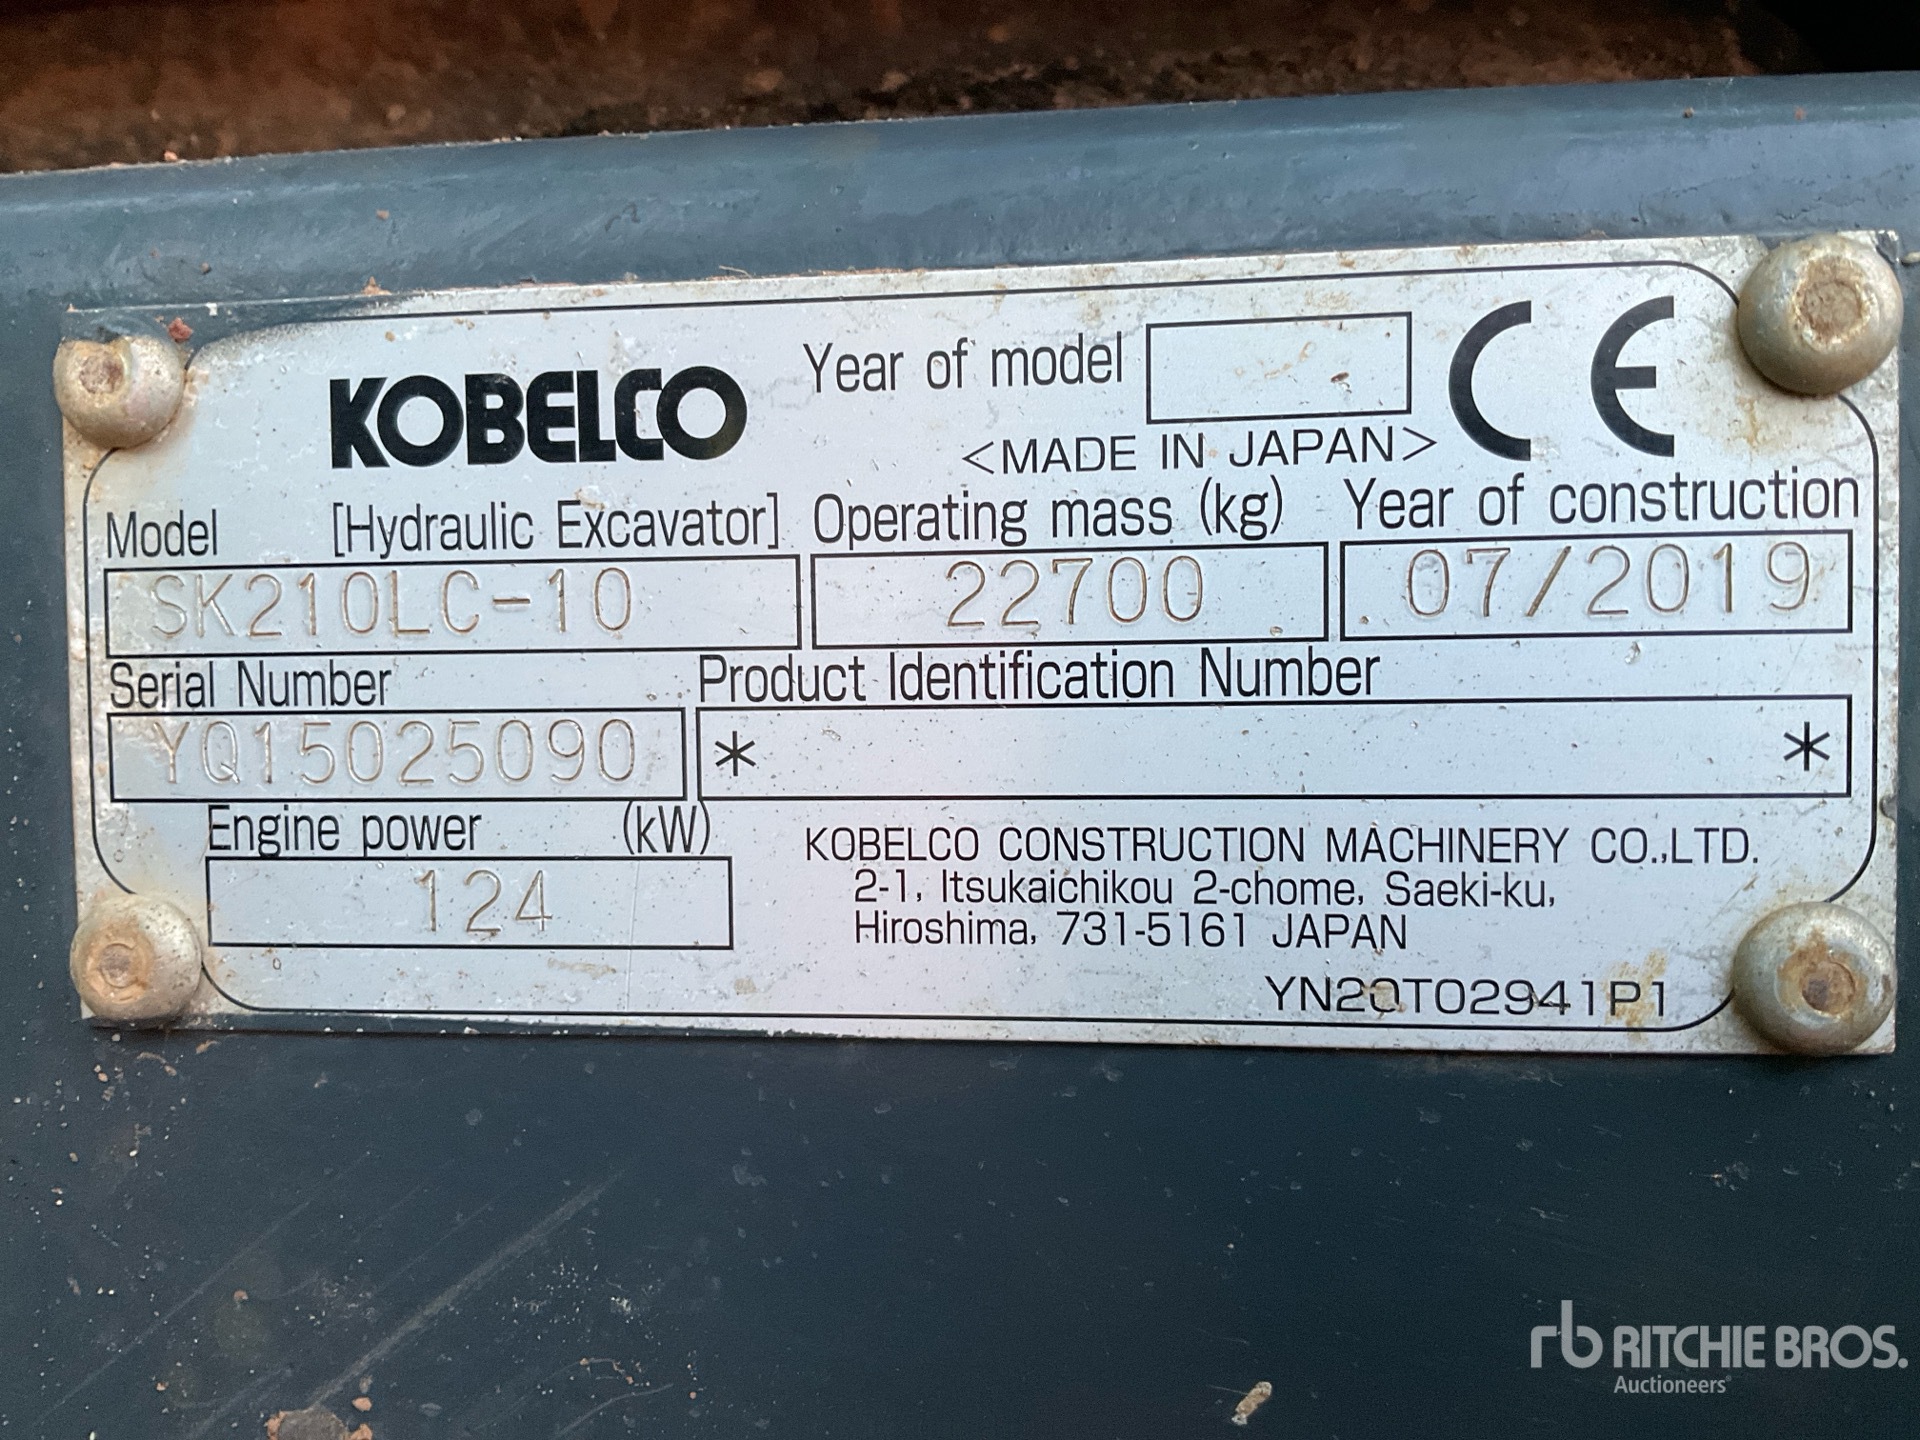 KOBELCO Year of model CE
<MADE IN JAPAN>
Model [Hydraulic Excavator] Operating mass (kg) Year of construction
SK210LC-10 22700 07/2019
Serial Number Product Identification Number
YQ15025090 * *
Engine power (kW)
124
KOBELCO CONSTRUCTION MACHINERY CO.,LTD.
2-1, Itsukaichikou 2-chome, Saeki-ku,
Hiroshima, 731-5161 JAPAN
YN20T02941P1
rb RITCHIE BROS.
Auctioneers